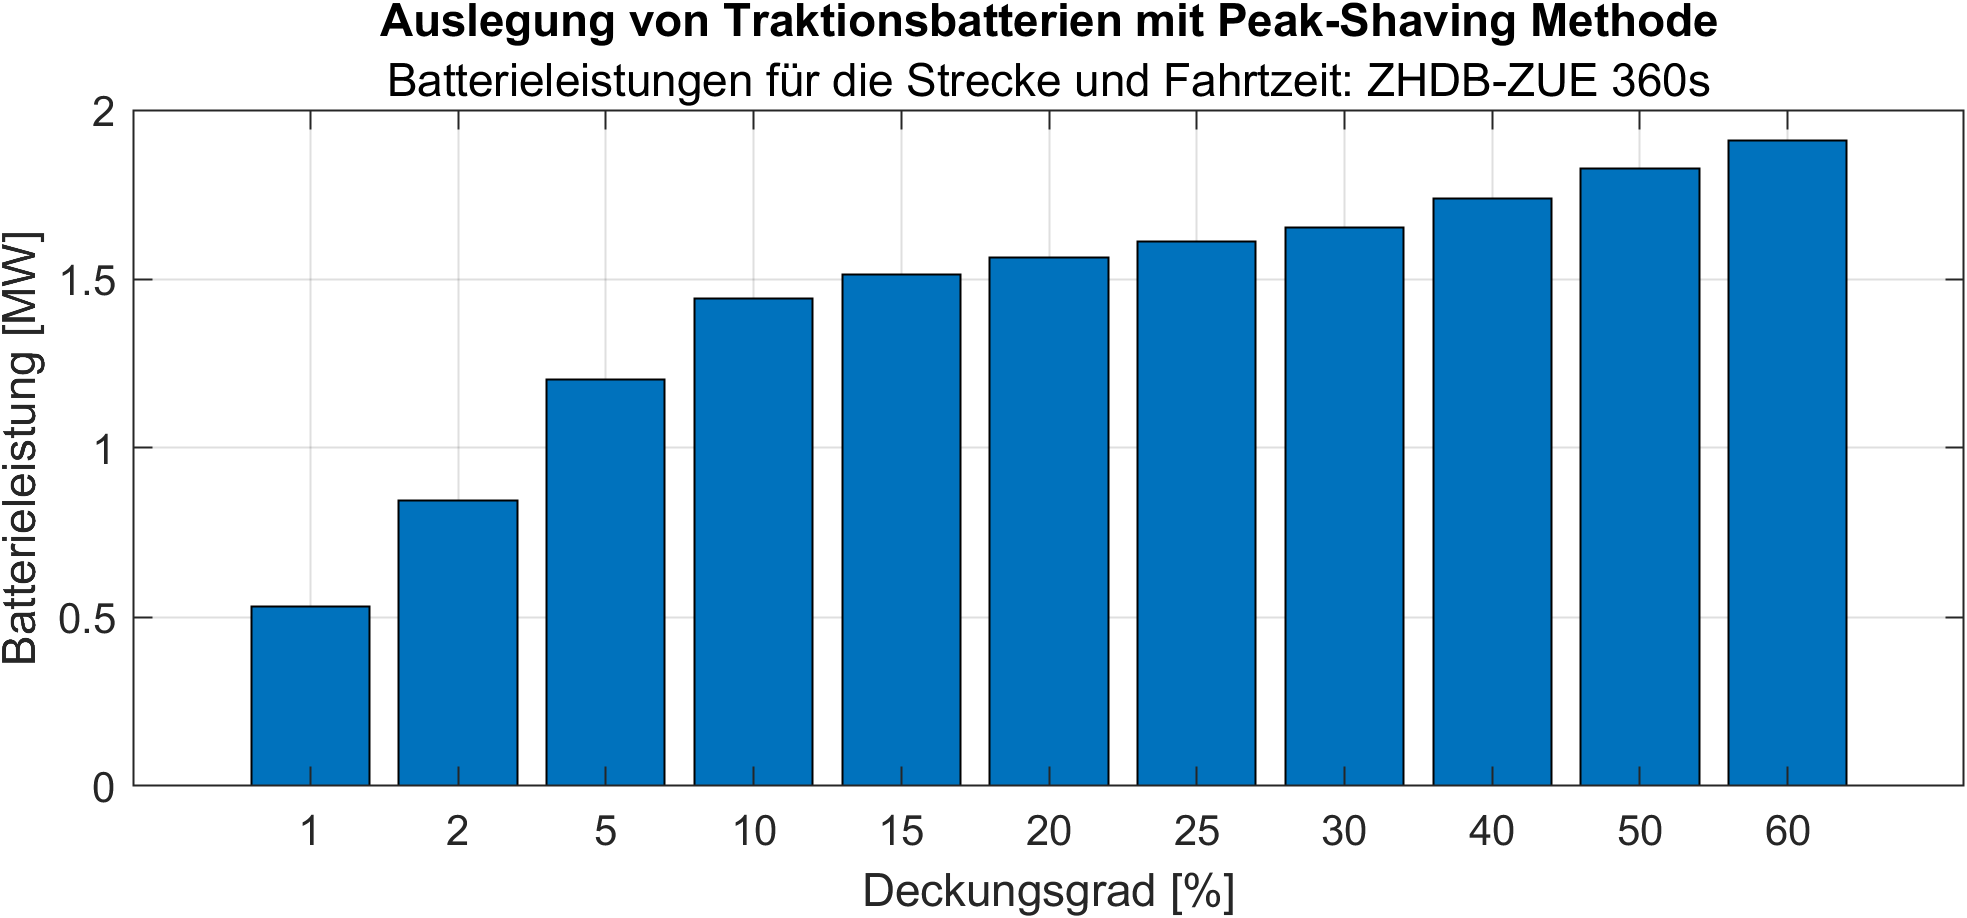 Auslegung von Traktionsbatterien mit Peak-Shaving Methode
Batterieleistungen für die Strecke und Fahrtzeit: ZHDB-ZUE 360s
Batterieleistung [MW]
2
1.5
1
0.5
0
1 2 5 10 15 20 25 30 40 50 60
Deckungsgrad [%]